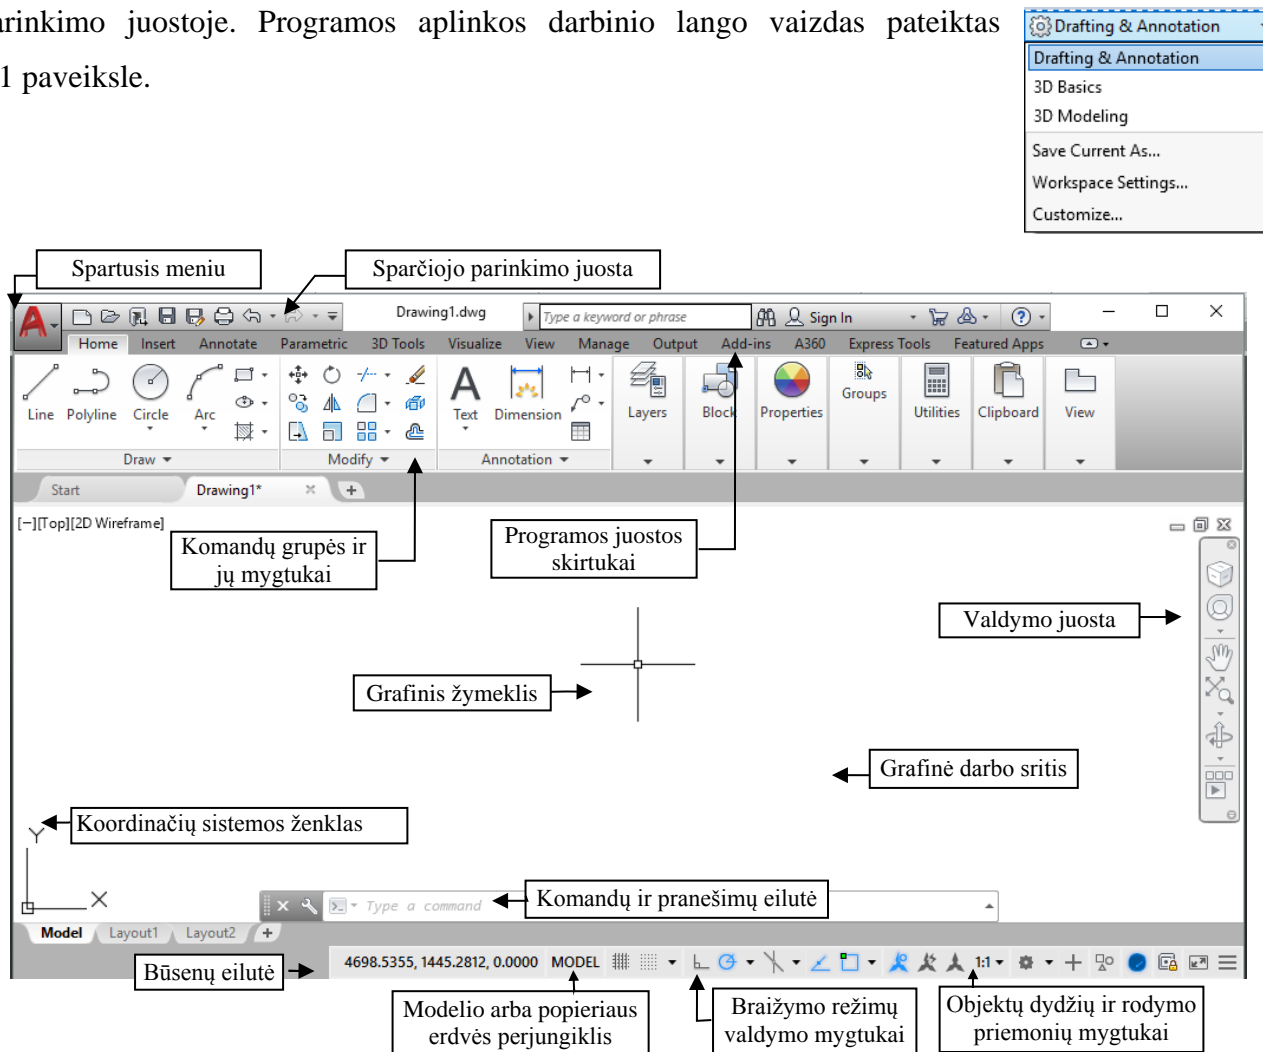 arinkimo juostoje. Programos aplinkos darbinio lango vaizdas pateiktas
1 paveiksle.
Drafting & Annotation
Drafting & Annotation
3D Basics
3D Modeling
Save Current As...
Workspace Settings...
Customize...
Spartusis meniu
Sparčiojo parinkimo juosta
Drawing1.dwg
Type a keyword or phrase
Sign In
Home Insert Annotate Parametric 3D Tools Visualize View Manage Output Add-ins A360 Express Tools Featured Apps
Line Polyline Circle Arc Text Dimension Layers Block Properties Groups Utilities Clipboard View
Draw Modify Annotation
Start Drawing1*
[−][Top][2D Wireframe]
Komandų grupės ir
jų mygtukai
Programos juostos
skirtukai
Valdymo juosta
Grafinis žymeklis
Grafinė darbo sritis
Koordinačių sistemos ženklas
Y
X
Type a command
Komandų ir pranešimų eilutė
Model Layout1 Layout2 +
Būsenų eilutė
4698.5355, 1445.2812, 0.0000 MODEL 1:1
Modelio arba popieriaus
erdvės perjungiklis
Braižymo režimų
valdymo mygtukai
Objektų dydžių ir rodymo
priemonių mygtukai